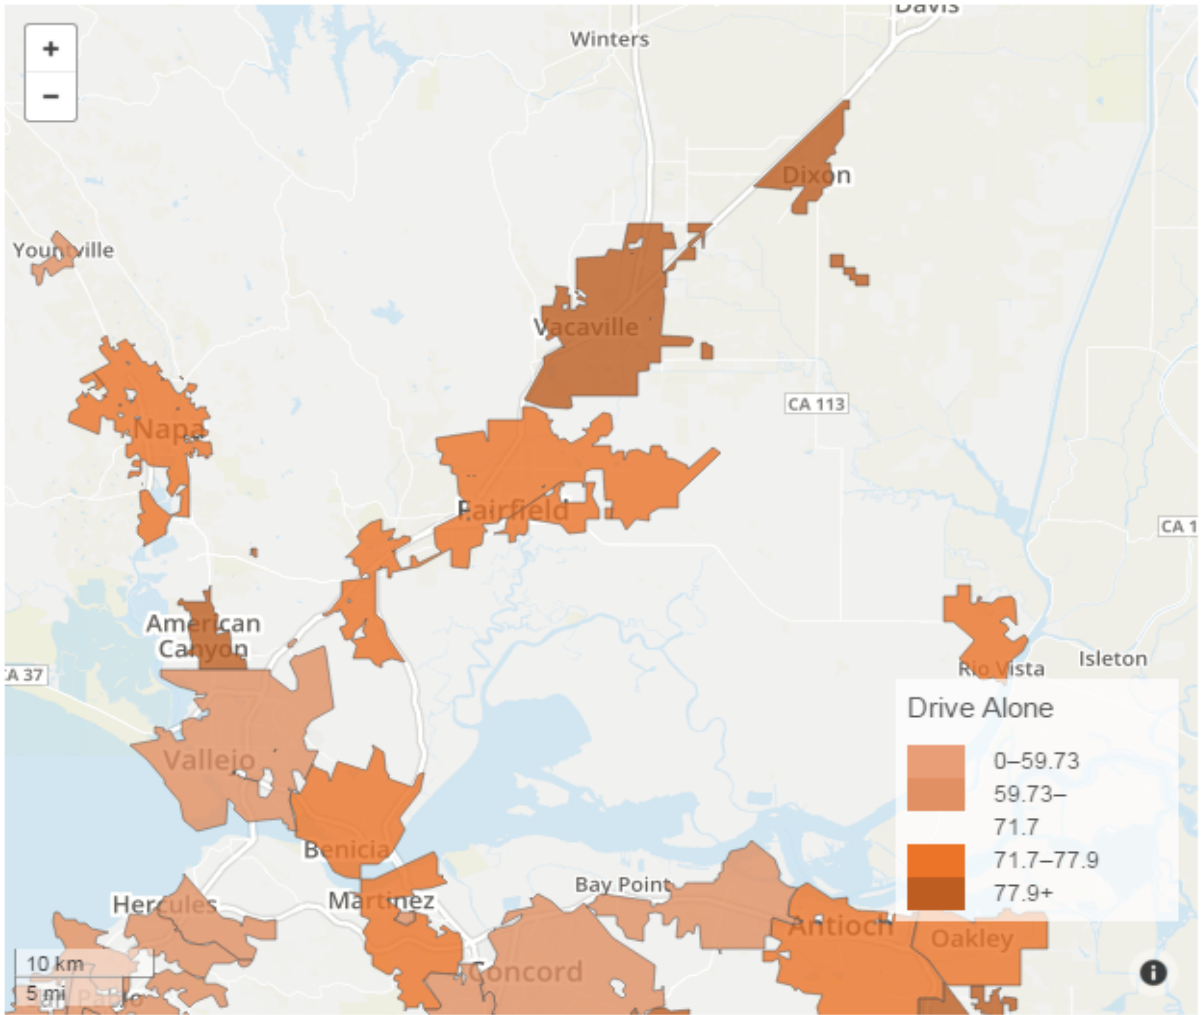 Davis
Winters
+
−
Dixon
Yountville
Vacaville
CA 113
Napa
Fairfield
CA 1
American
Canyon
CA 37
Rio Vista
Isleton
Drive Alone
0–59.73
59.73–
71.7
71.7–77.9
77.9+
Vallejo
Benicia
Bay Point
Martinez
Hercules
Antioch
Oakley
10 km
Concord
5 mi
Pablo
i